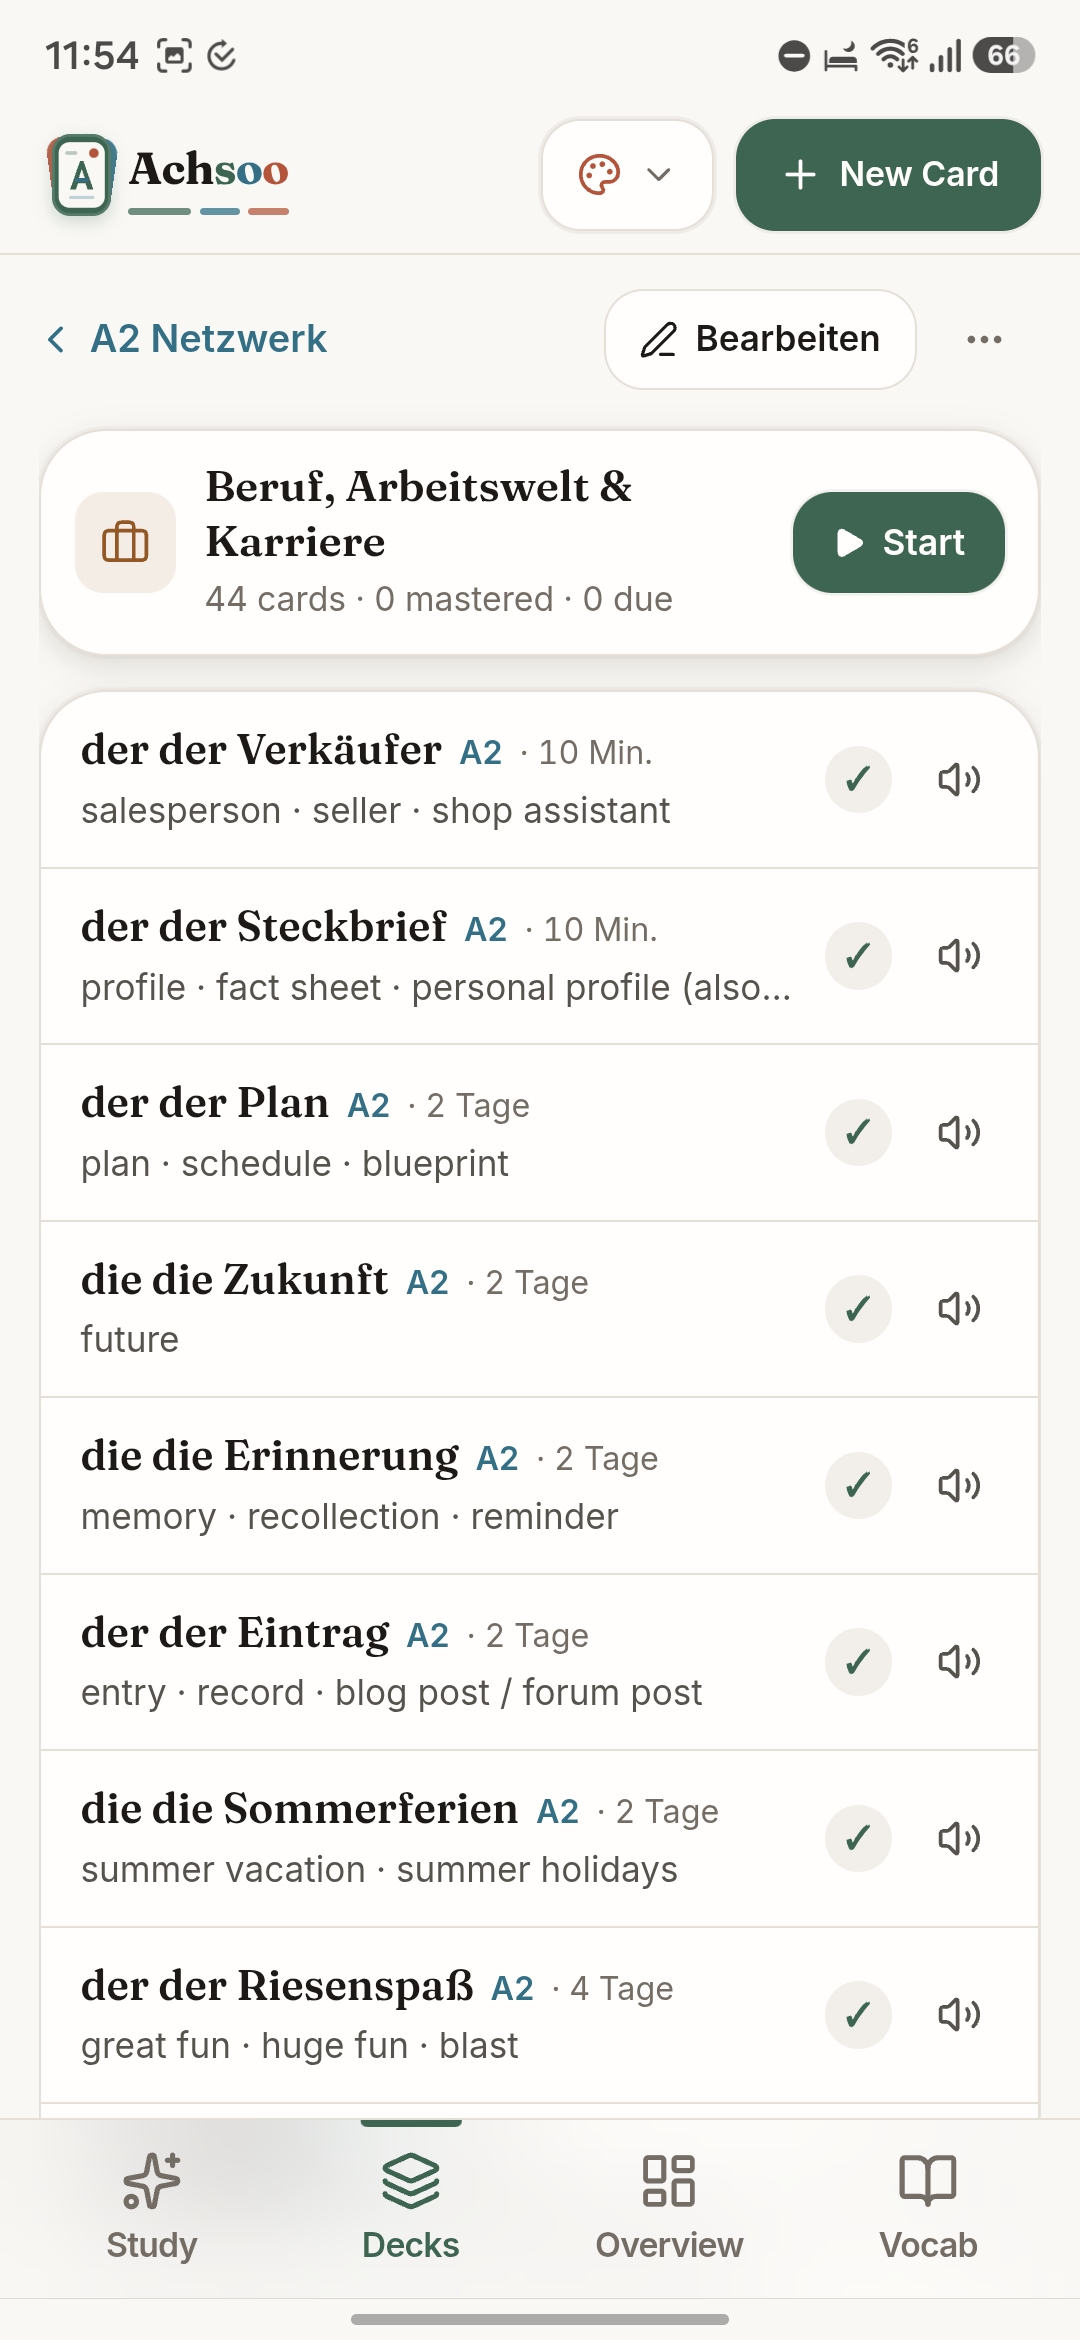 11:54
6
66
A
Achsoo
New Card
A2 Netzwerk
Bearbeiten
Beruf, Arbeitswelt &
Karriere
44 cards · 0 mastered · 0 due
Start
der der Verkäufer A2 · 10 Min.
salesperson · seller · shop assistant
der der Steckbrief A2 · 10 Min.
profile · fact sheet · personal profile (also...
der der Plan A2 · 2 Tage
plan · schedule · blueprint
die die Zukunft A2 · 2 Tage
future
die die Erinnerung A2 · 2 Tage
memory · recollection · reminder
der der Eintrag A2 · 2 Tage
entry · record · blog post / forum post
die die Sommerferien A2 · 2 Tage
summer vacation · summer holidays
der der Riesenspaß A2 · 4 Tage
great fun · huge fun · blast
Study
Decks
Overview
Vocab